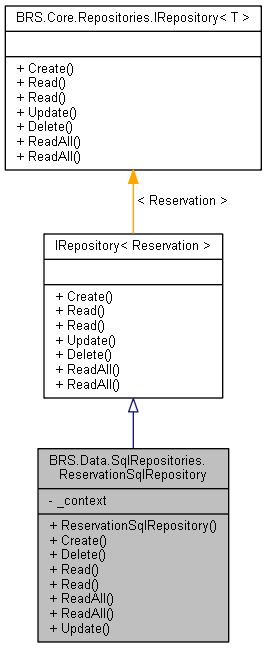 BRS.Core.Repositories.IRepository< T >
+ Create()
+ Read()
+ Read()
+ Update()
+ Delete()
+ ReadAll()
+ ReadAll()
< Reservation >
IRepository< Reservation >
+ Create()
+ Read()
+ Read()
+ Update()
+ Delete()
+ ReadAll()
+ ReadAll()
BRS.Data.SqlRepositories.
ReservationSqlRepository
- _context
+ ReservationSqlRepository()
+ Create()
+ Delete()
+ Read()
+ Read()
+ ReadAll()
+ ReadAll()
+ Update()